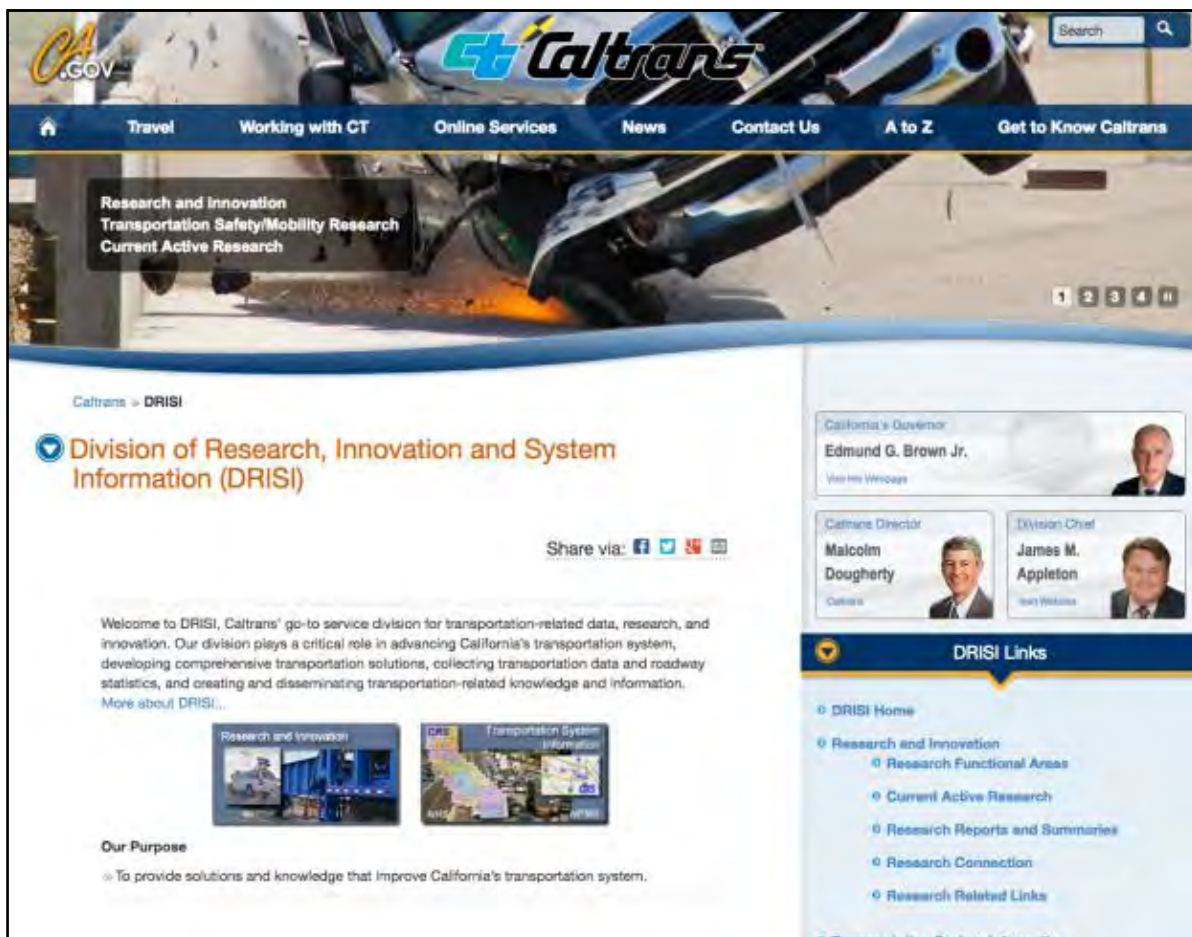 CA
.GOV
Ct Caltrans
Search
Travel
Working with CT
Online Services
News
Contact Us
A to Z
Get to Know Caltrans
Research and Innovation
Transportation Safety/Mobility Research
Current Active Research
1 2 3 4
Caltrans » DRISI
Division of Research, Innovation and System
Information (DRISI)
Share via:
Welcome to DRISI, Caltrans' go-to service division for transportation-related data, research, and
innovation. Our division plays a critical role in advancing California's transportation system,
developing comprehensive transportation solutions, collecting transportation data and roadway
statistics, and creating and disseminating transportation-related knowledge and information.
More about DRISI...
Research and Innovation
CRS
Transportation System
Information
NHS
Our Purpose
» To provide solutions and knowledge that improve California's transportation system.
California's Governor
Edmund G. Brown Jr.
Visit His Webpage
Caltrans Director
Malcolm
Dougherty
Caltrans
Division Chief
James M.
Appleton
Visit Website
DRISI Links
DRISI Home
Research and Innovation
Research Functional Areas
Current Active Research
Research Reports and Summaries
Research Connection
Research Related Links